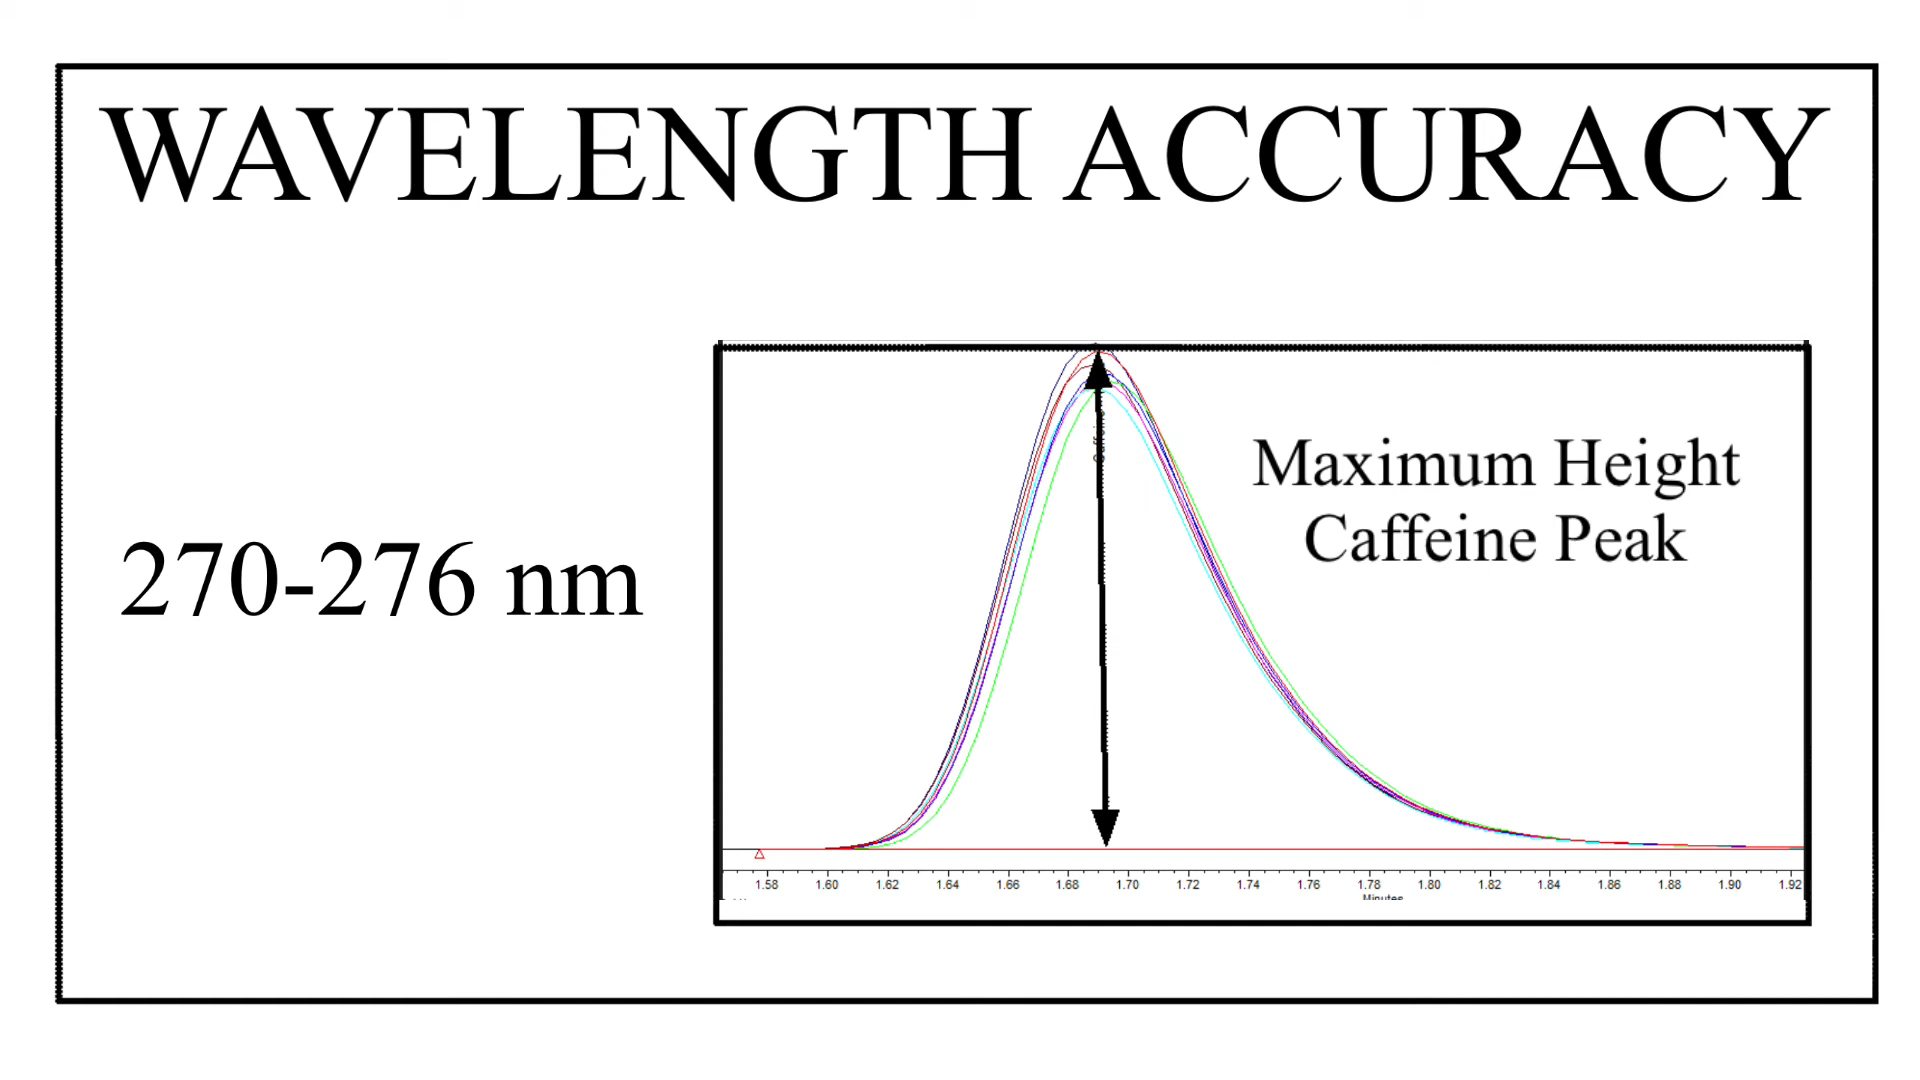 WAVELENGTH ACCURACY
270-276 nm
Maximum Height
Caffeine Peak
Caffeine
1.58 1.60 1.62 1.64 1.66 1.68 1.70 1.72 1.74 1.76 1.78 1.80 1.82 1.84 1.86 1.88 1.90 1.92
Minutes